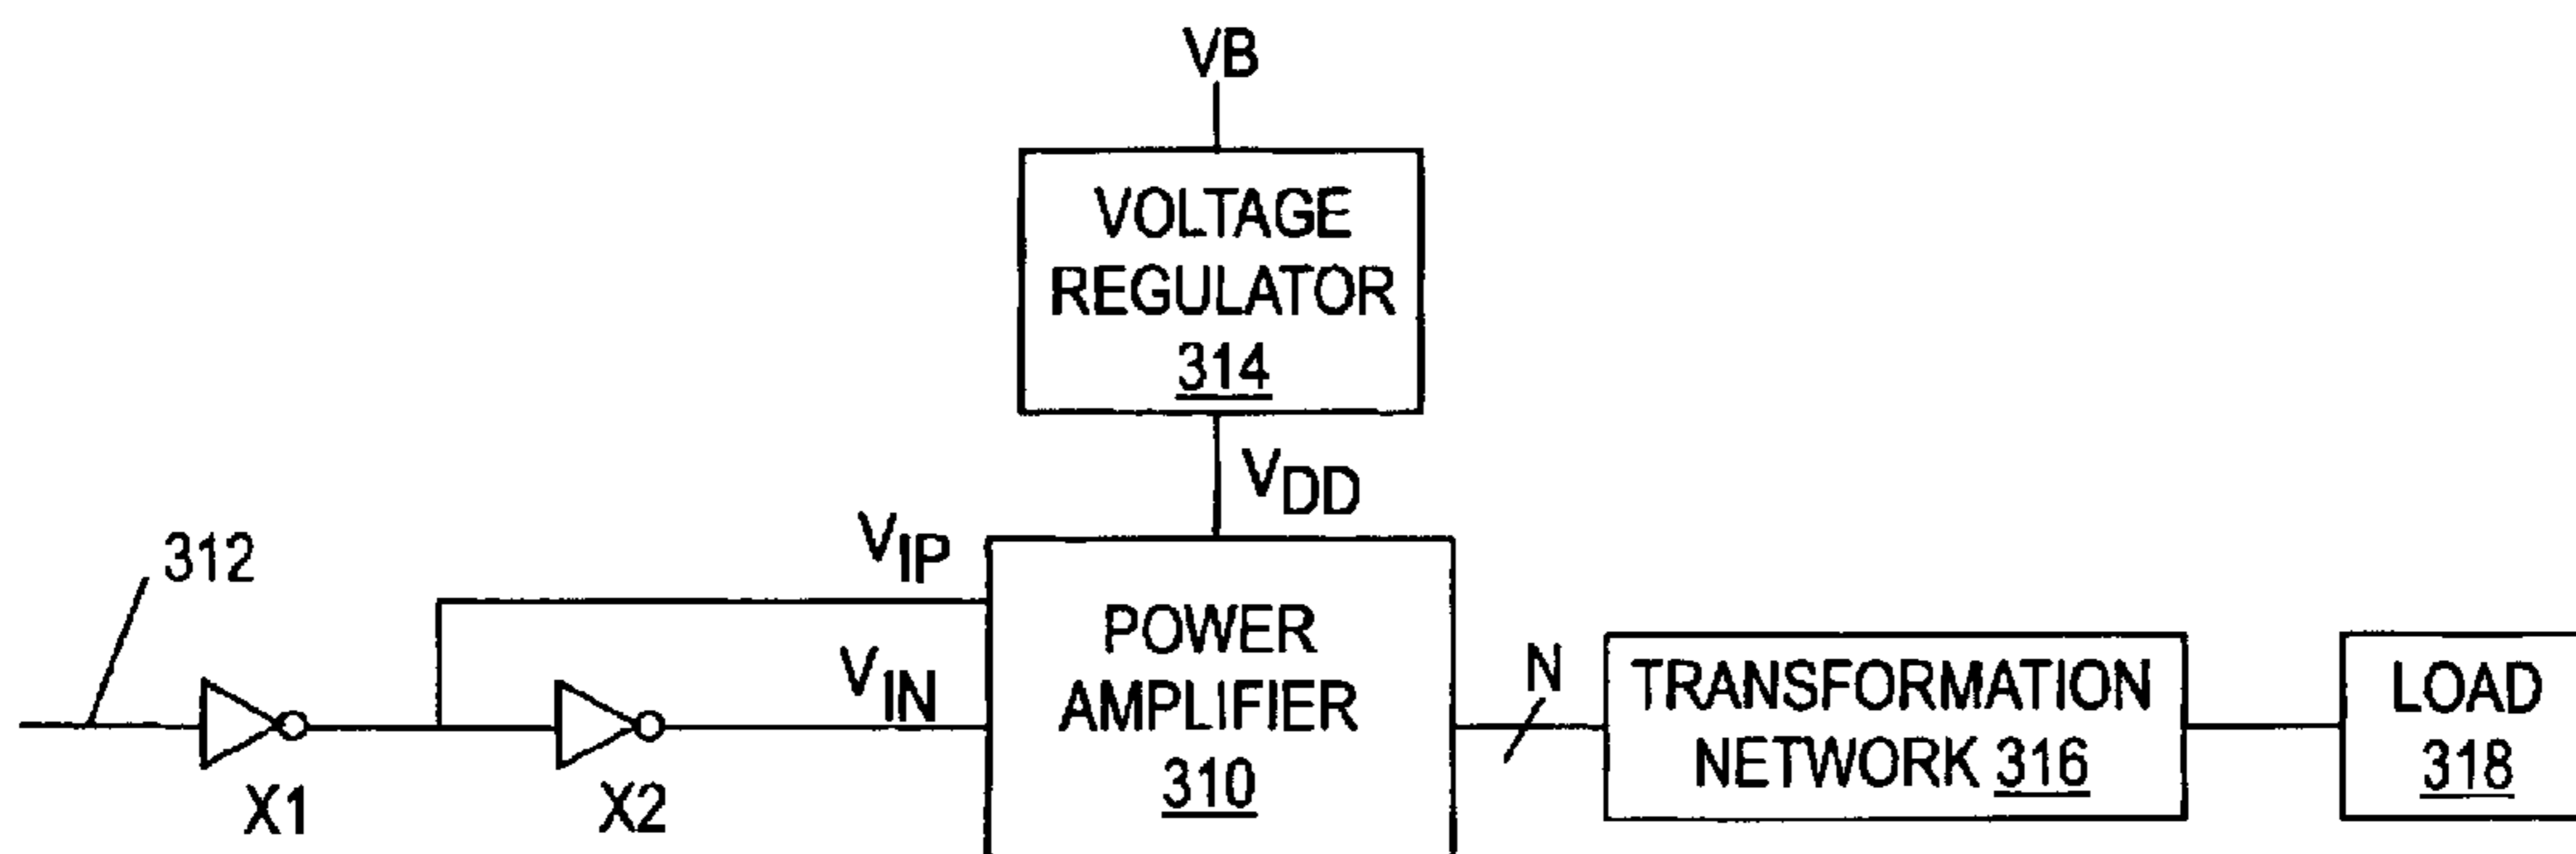 VB
VOLTAGE
REGULATOR
314
VDD
312
VIP
VIN
X1
X2
POWER
AMPLIFIER
310
N
TRANSFORMATION
NETWORK 316
LOAD
318